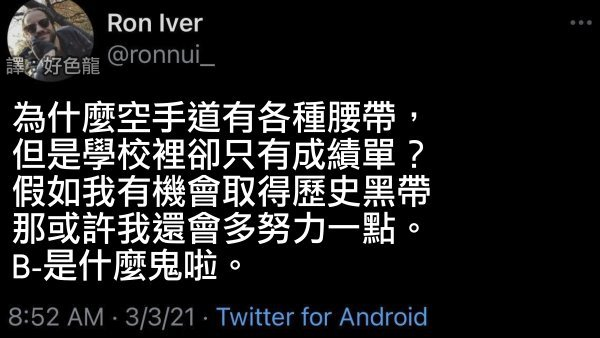 Ron Iver
@ronnui_
譯：好色龍
為什麼空手道有各種腰帶，
但是學校裡卻只有成績單？
假如我有機會取得歷史黑帶
那或許我還會多努力一點。
B-是什麼鬼啦。
8:52 AM · 3/3/21 · Twitter for Android